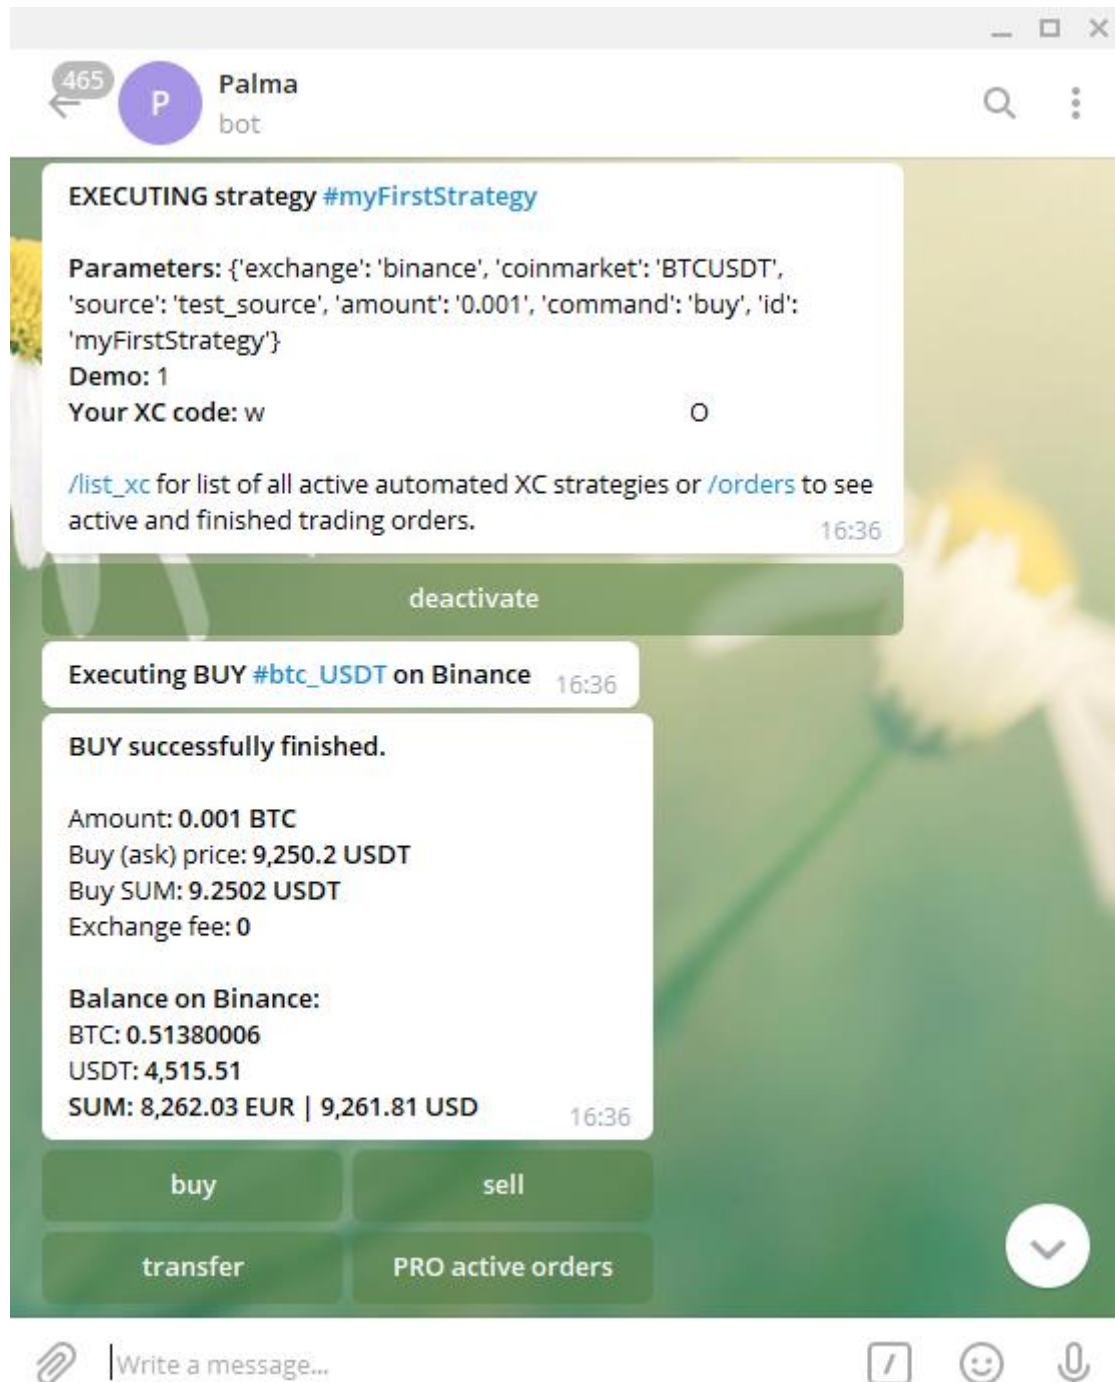 465
P
Palma
bot
EXECUTING strategy #myFirstStrategy
Parameters: {'exchange': 'binance', 'coinmarket': 'BTCUSDT',
'source': 'test_source', 'amount': '0.001', 'command': 'buy', 'id':
'myFirstStrategy'}
Demo: 1
Your XC code: w O
/list_xc for list of all active automated XC strategies or /orders to see
active and finished trading orders.
16:36
deactivate
Executing BUY #btc_USDT on Binance 16:36
BUY successfully finished.
Amount: 0.001 BTC
Buy (ask) price: 9,250.2 USDT
Buy SUM: 9.2502 USDT
Exchange fee: 0
Balance on Binance:
BTC: 0.51380006
USDT: 4,515.51
SUM: 8,262.03 EUR | 9,261.81 USD
16:36
buy sell
transfer PRO active orders
Write a message...
/